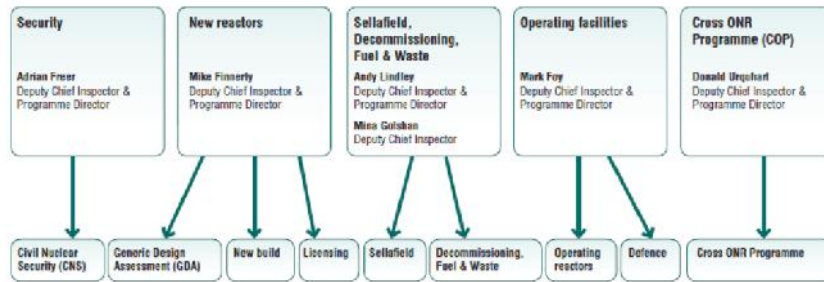 Security
Adrian Freer
Deputy Chief Inspector &
Programme Director
New reactors
Mike Finnerty
Deputy Chief Inspector &
Programme Director
Sellafield,
Decommissioning,
Fuel & Waste
Andy Lindley
Deputy Chief Inspector &
Programme Director
Mina Golshan
Deputy Chief Inspector
Operating facilities
Mark Foy
Deputy Chief Inspector &
Programme Director
Cross ONR
Programme (COP)
Donald Urquhart
Deputy Chief Inspector &
Programme Director
Civil Nuclear
Security (CNS)
Generic Design
Assessment (GDA)
New build
Licensing
Sellafield
Decommissioning,
Fuel & Waste
Operating
reactors
Defence
Cross ONR Programme